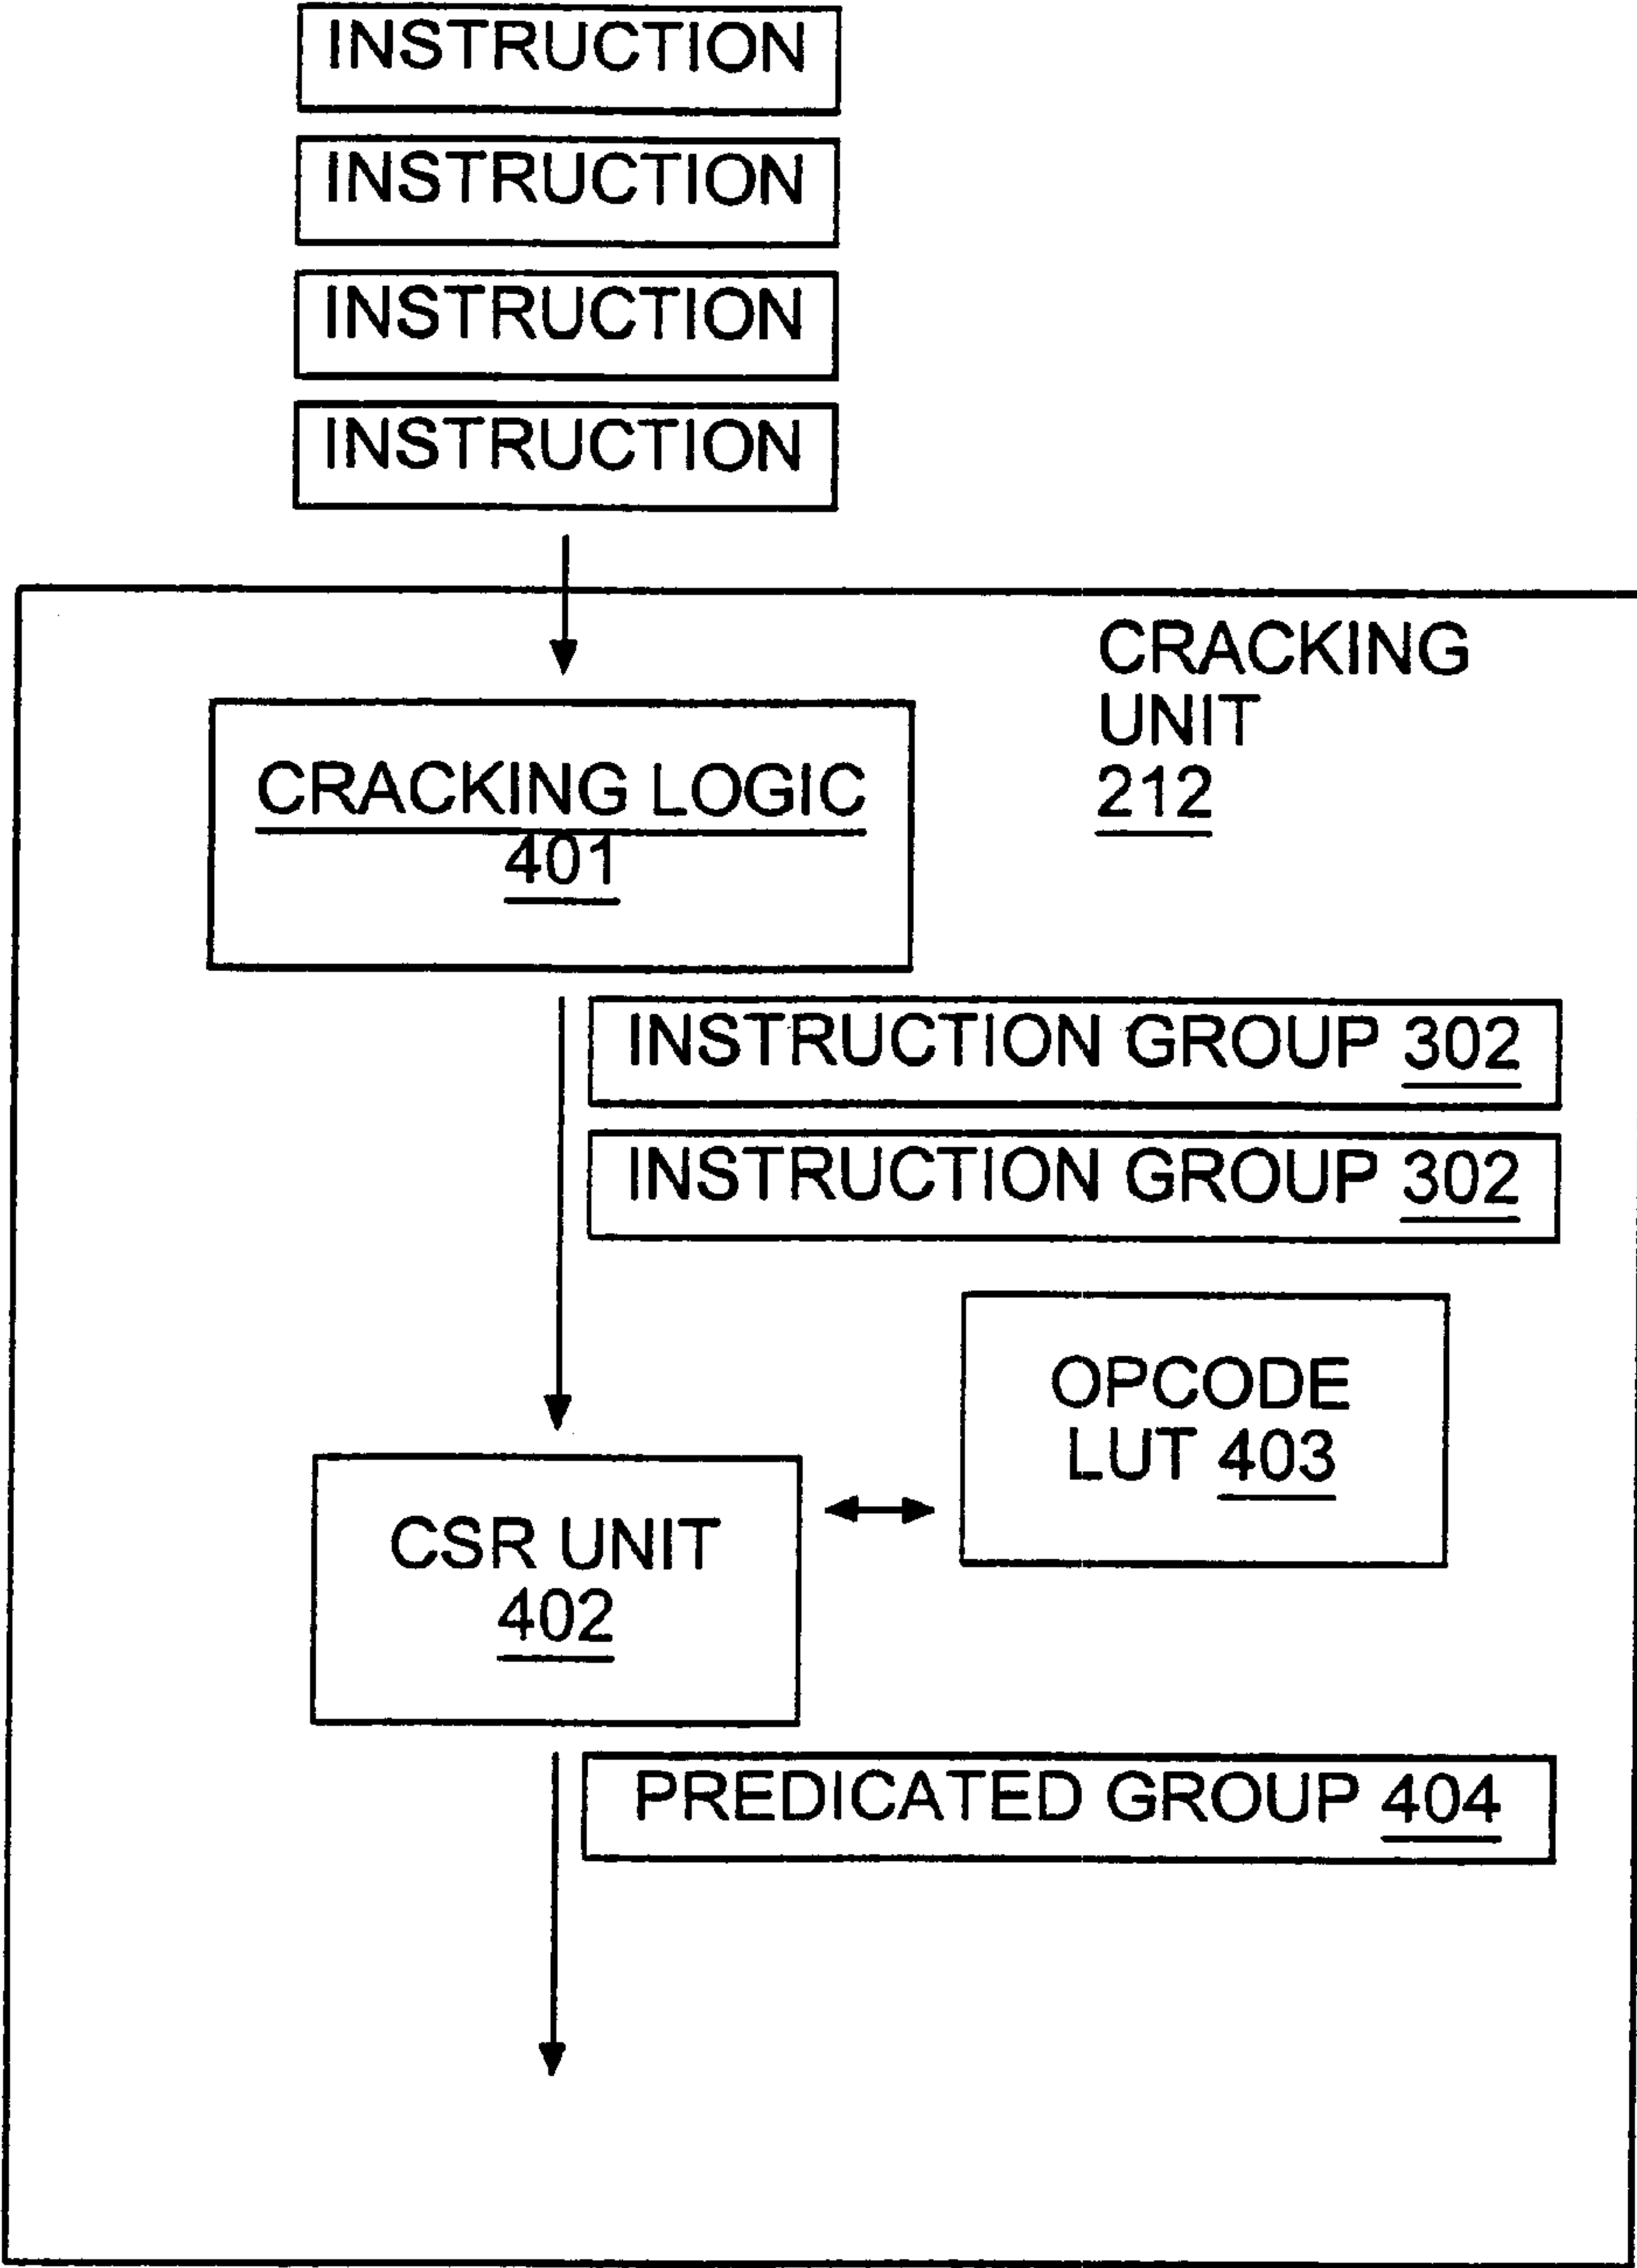 INSTRUCTION
INSTRUCTION
INSTRUCTION
INSTRUCTION
CRACKING
UNIT
212
CRACKING LOGIC
401
INSTRUCTION GROUP 302
INSTRUCTION GROUP 302
OPCODE
LUT 403
CSR UNIT
402
PREDICATED GROUP 404